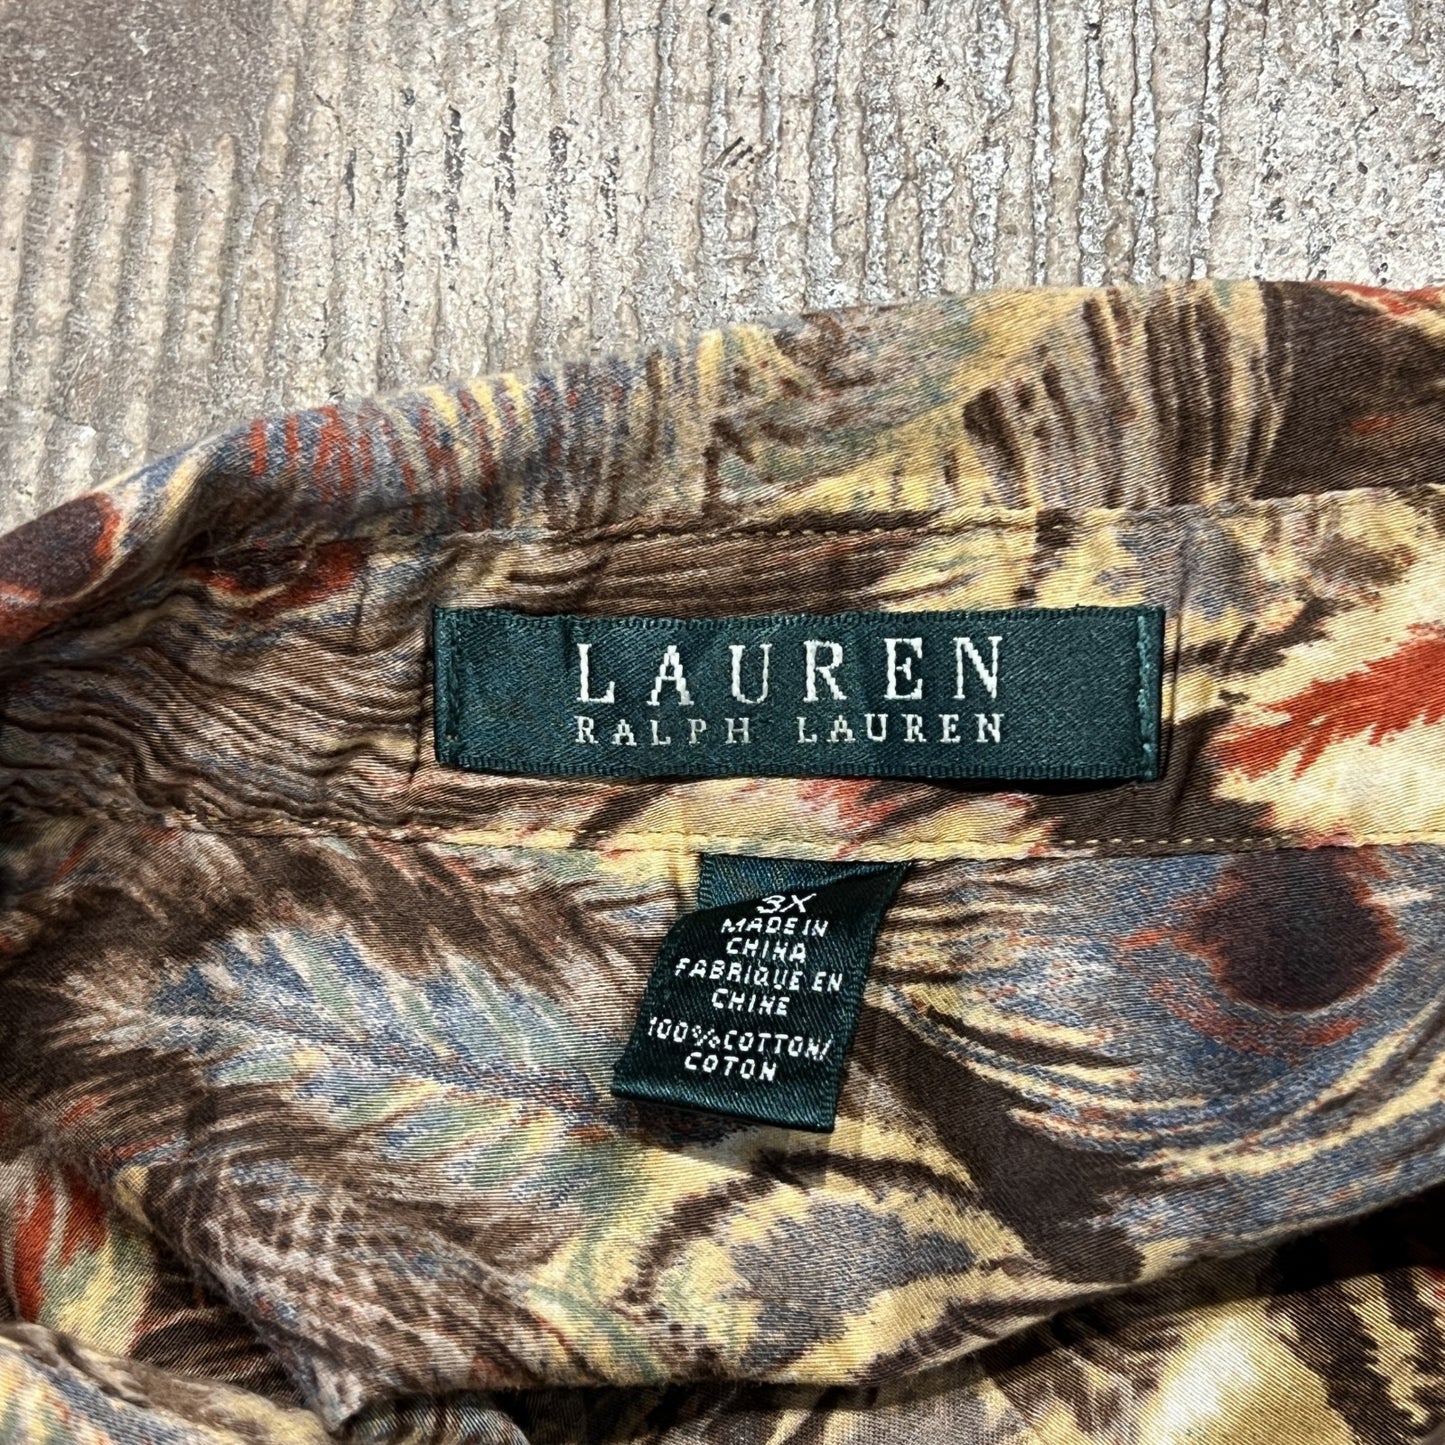 LAUREN
RALPH LAUREN
3X
MADE IN
CHINA
FABRIQUE EN
CHINE
100% COTTON/
COTON